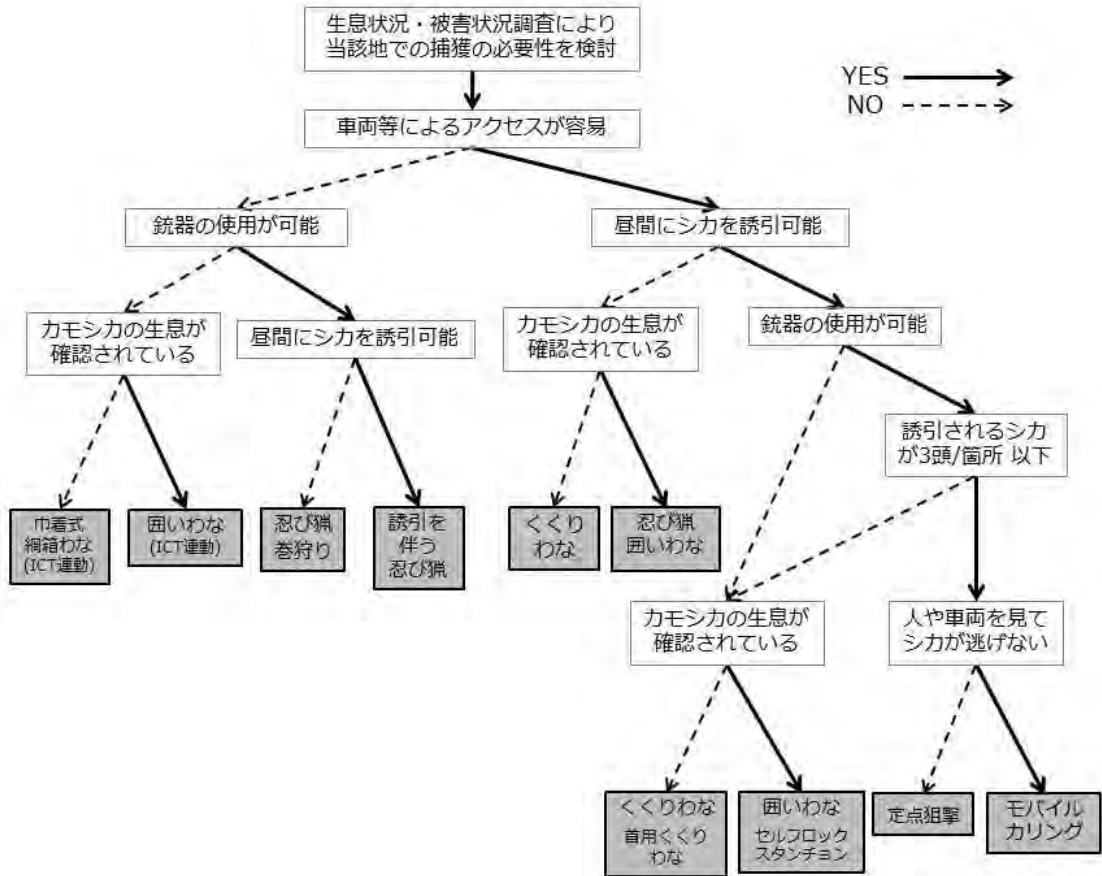 生息状況・被害状況調査により
当該地での捕獲の必要性を検討
YES
NO
車両等によるアクセスが容易
銃器の使用が可能
昼間にシカを誘引可能
カモシカの生息が
確認されている
昼間にシカを誘引可能
カモシカの生息が
確認されている
銃器の使用が可能
誘引されるシカ
が3頭/箇所 以下
巾着式
網箱わな
(ICT連動)
囲いわな
(ICT連動)
忍び猟
巻狩り
誘引を
伴う
忍び猟
くくり
わな
忍び猟
囲いわな
カモシカの生息が
確認されている
人や車両を見て
シカが逃げない
くくりわな
首用くくり
わな
囲いわな
セルフロック
スタンチョン
定点狙撃
モバイル
カリング